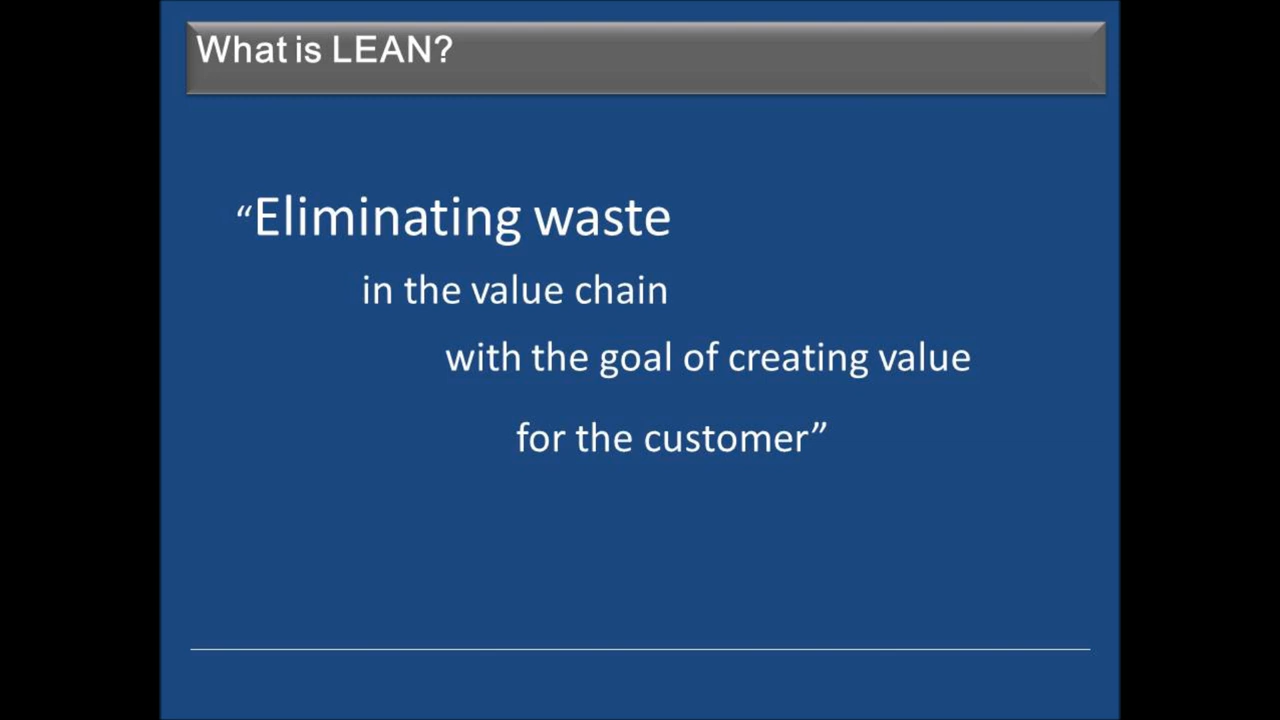 What is LEAN?
“Eliminating waste
in the value chain
with the goal of creating value
for the customer”